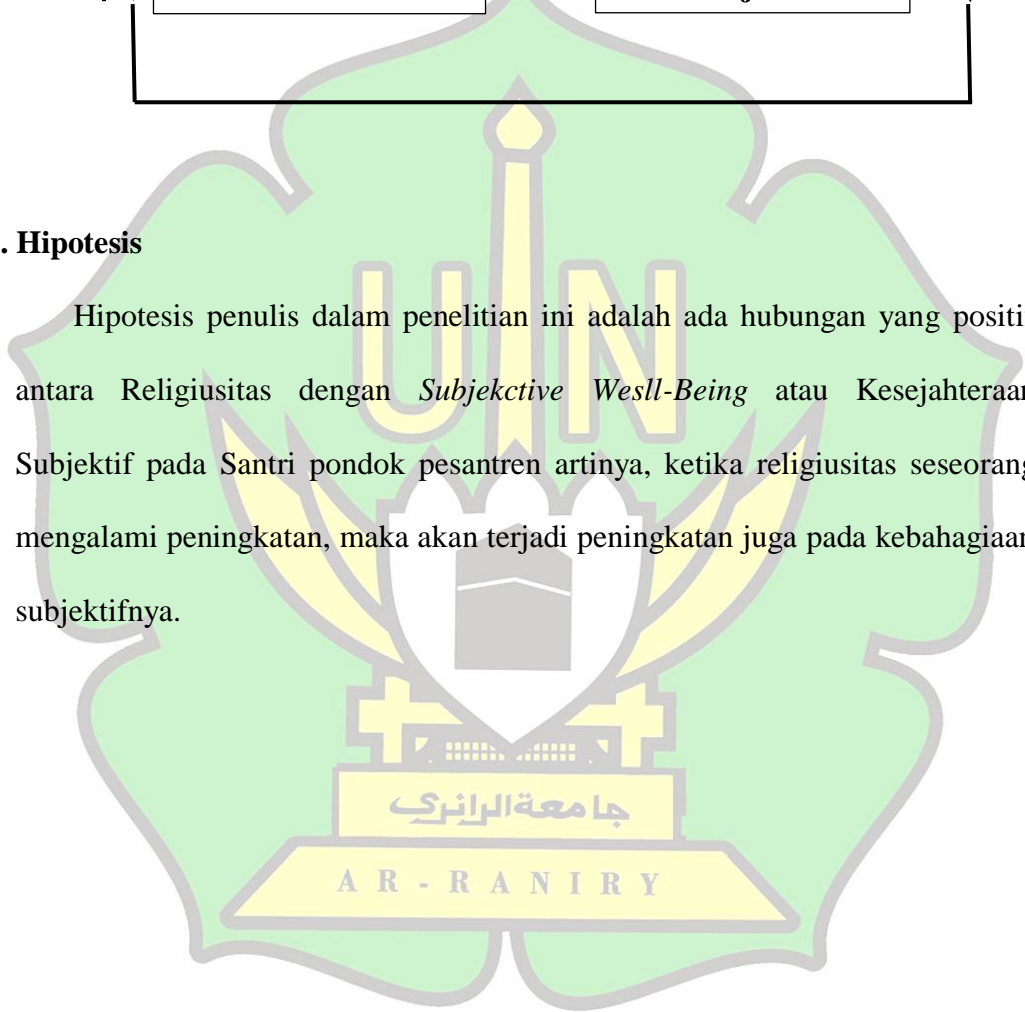 . Hipotesis
Hipotesis penulis dalam penelitian ini adalah ada hubungan yang positi
antara Religiusitas dengan Subjekctive Wesll-Being atau Kesejahteraan
Subjektif pada Santri pondok pesantren artinya, ketika religiusitas seseorang
mengalami peningkatan, maka akan terjadi peningkatan juga pada kebahagiaan
subjektifnya.
UIN
جامعةالرانري
AR-RANIRY